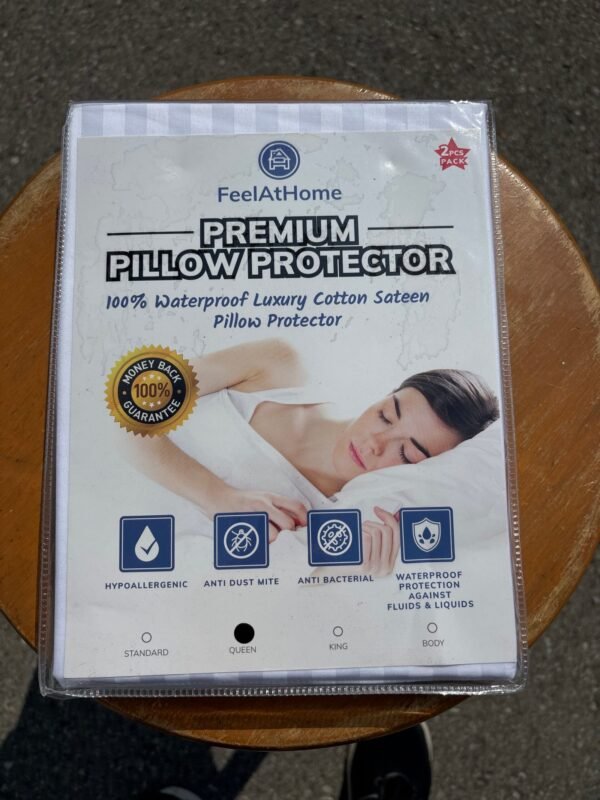 2PCS
PACK
FeelAtHome
PREMIUM
PILLOW PROTECTOR
100% Waterproof Luxury Cotton Sateen
Pillow Protector
MONEY BACK
100%
GUARANTEE
HYPOALLERGENIC
ANTI DUST MITE
ANTI BACTERIAL
WATERPROOF
PROTECTION
AGAINST
FLUIDS & LIQUIDS
STANDARD
QUEEN
KING
BODY